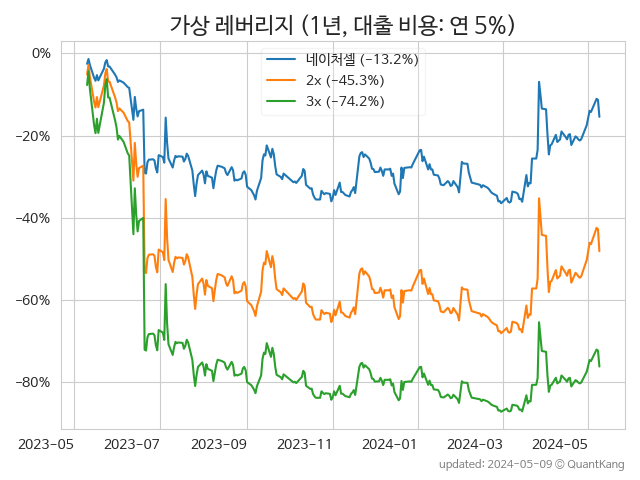 가상 레버리지 (1년, 대출 비용: 연 5%)
네이처셀 (−13.2%)
2x (−45.3%)
3x (−74.2%)
0%
−20%
−40%
−60%
−80%
2023−05 2023−07 2023−09 2023−11 2024−01 2024−03 2024−05
updated: 2024−05−09 © QuantKang